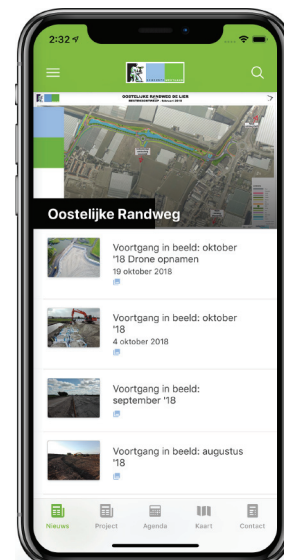 2:32
OOSTELIJKE RANDWEG DE LIER
Oostelijke Randweg
Voortgang in beeld: oktober
'18 Drone opnamen
19 oktober 2018
Voortgang in beeld: oktober
'18
4 oktober 2018
Voortgang in beeld:
september '18
Voortgang in beeld: augustus
'18
Nieuws Project Agenda Kaart Contact